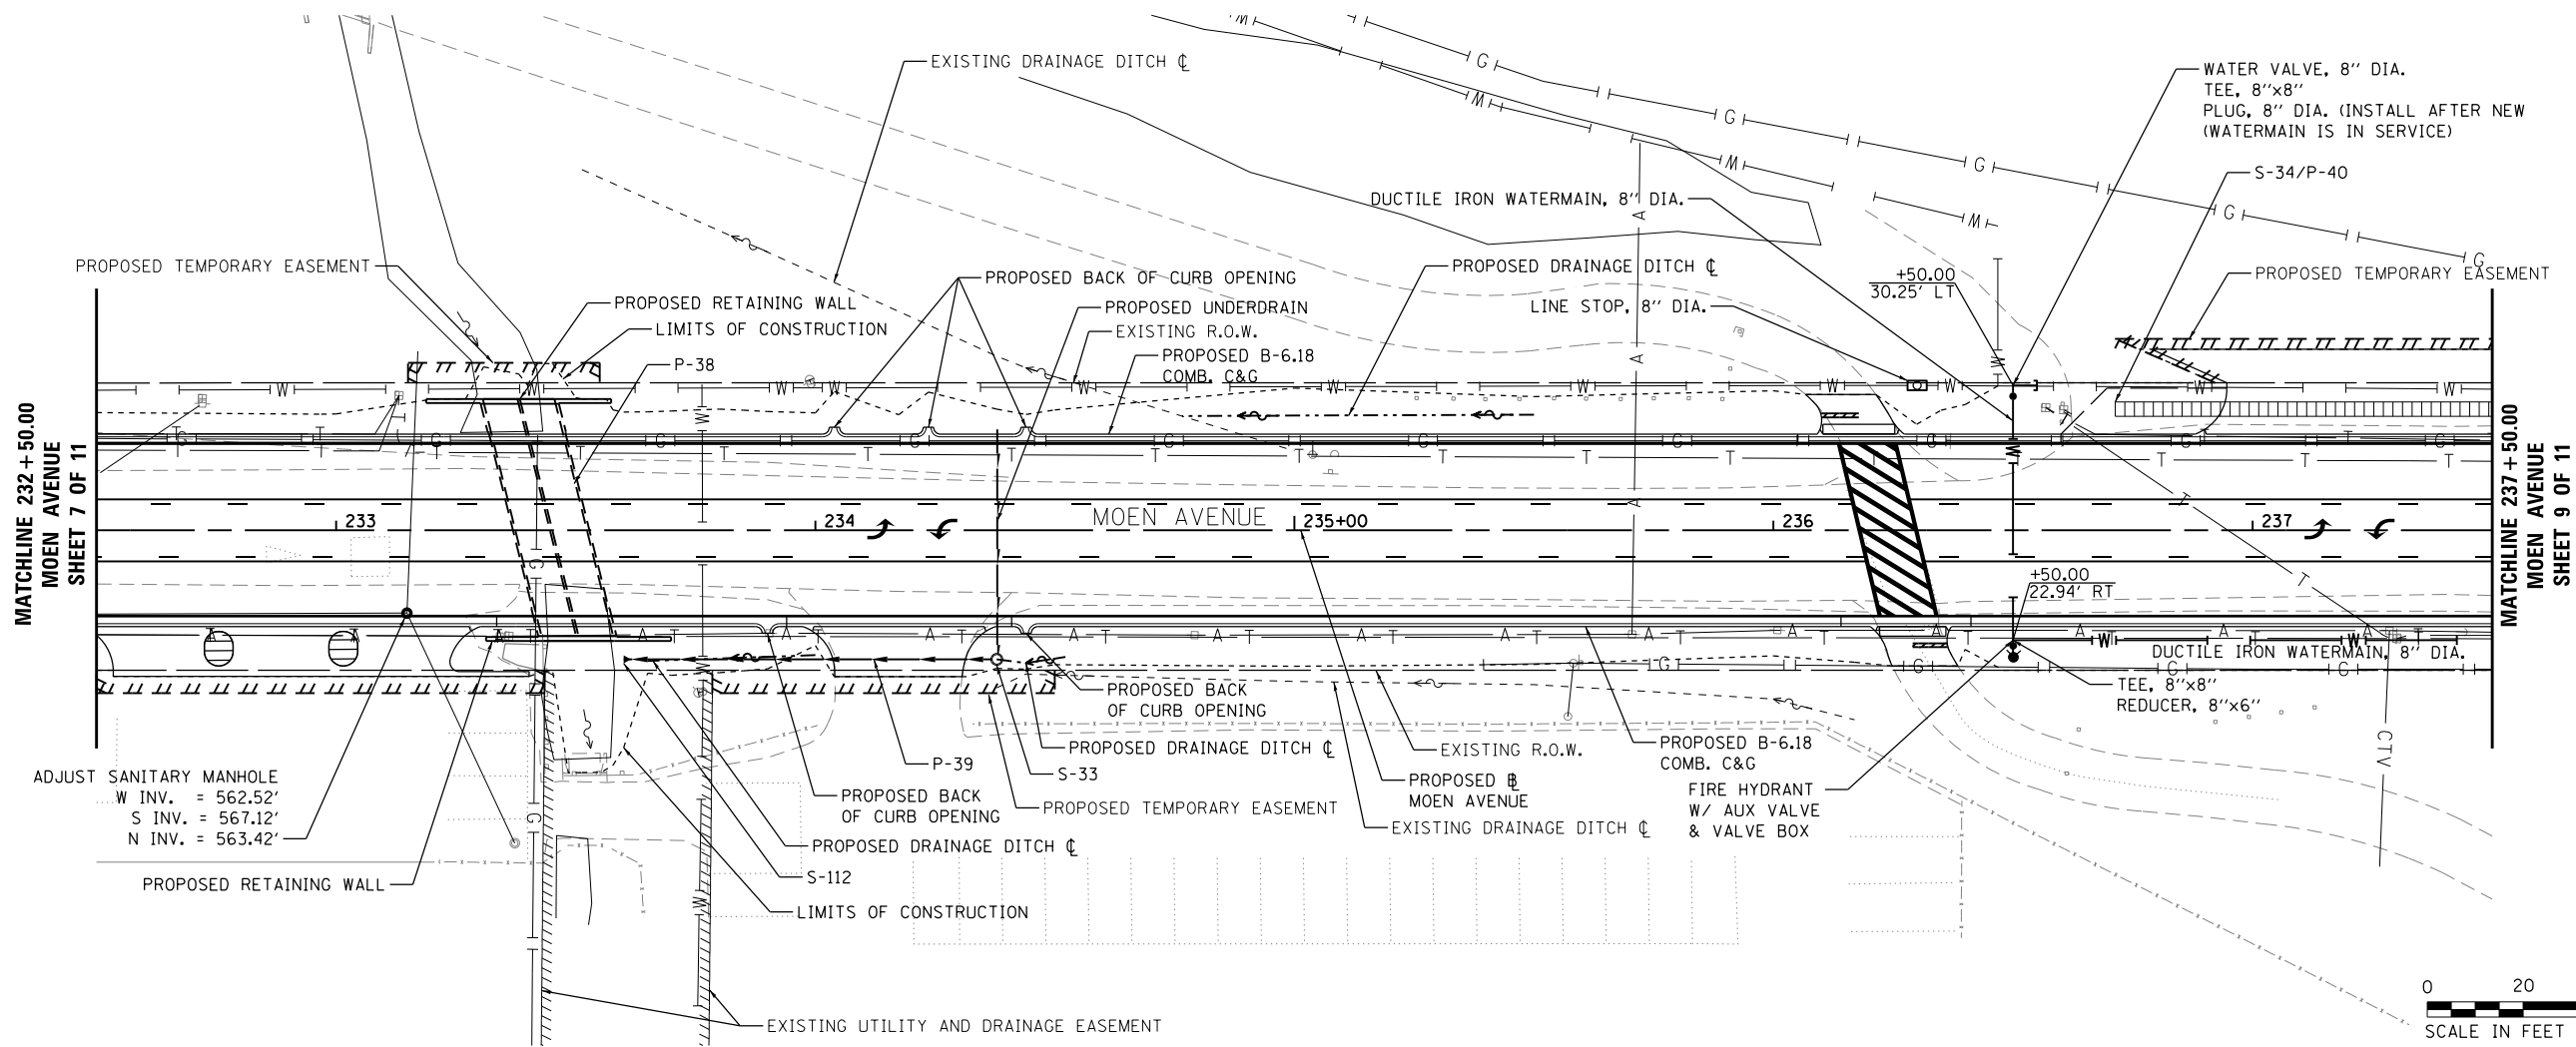 EXISTING DRAINAGE DITCH ℄
WATER VALVE, 8" DIA.
TEE, 8"x8"
PLUG, 8" DIA. (INSTALL AFTER NEW
(WATERMAIN IS IN SERVICE)
S-34/P-40
DUCTILE IRON WATERMAIN, 8" DIA.
PROPOSED TEMPORARY EASEMENT
PROPOSED BACK OF CURB OPENING
PROPOSED DRAINAGE DITCH ℄
+50.00
30.25' LT
PROPOSED TEMPORARY EASEMENT
PROPOSED RETAINING WALL
PROPOSED UNDERDRAIN
LINE STOP, 8" DIA.
LIMITS OF CONSTRUCTION
EXISTING R.O.W.
P-38
PROPOSED B-6.18
COMB. C&G
MATCHLINE 232+50.00
MOEN AVENUE
SHEET 7 OF 11
233
234
MOEN AVENUE
235+00
236
237
MATCHLINE 237+50.00
MOEN AVENUE
SHEET 9 OF 11
+50.00
22.94' RT
DUCTILE IRON WATERMAIN, 8" DIA.
TEE, 8"x8"
REDUCER, 8"x6"
PROPOSED BACK
OF CURB OPENING
PROPOSED DRAINAGE DITCH ℄
EXISTING R.O.W.
PROPOSED B-6.18
COMB. C&G
CTV
P-39
S-33
ADJUST SANITARY MANHOLE
W INV. = 562.52'
S INV. = 567.12'
N INV. = 563.42'
PROPOSED BACK
OF CURB OPENING
PROPOSED TEMPORARY EASEMENT
PROPOSED ℄
MOEN AVENUE
FIRE HYDRANT
W/ AUX VALVE
& VALVE BOX
EXISTING DRAINAGE DITCH ℄
PROPOSED DRAINAGE DITCH ℄
PROPOSED RETAINING WALL
S-112
LIMITS OF CONSTRUCTION
EXISTING UTILITY AND DRAINAGE EASEMENT
0 20
SCALE IN FEET